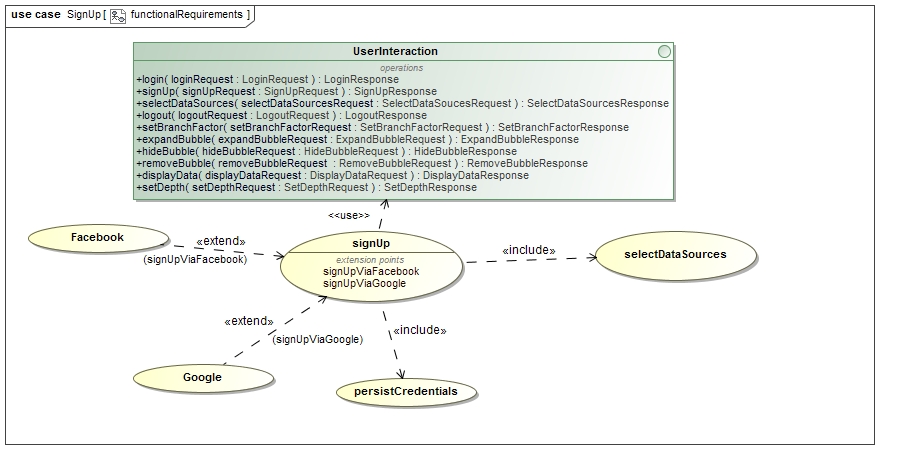 use case SignUp [ functionalRequirements ]
UserInteraction
operations
+login( loginRequest : LoginRequest ) : LoginResponse
+signUp( signUpRequest : SignUpRequest ) : SignUpResponse
+selectDataSources( selectDataSourcesRequest : SelectDataSoucesRequest ) : SelectDataSourcesResponse
+logout( logoutRequest : LogoutRequest ) : LogoutResponse
+setBranchFactor( setBranchFactorRequest : SetBranchFactorRequest ) : SetBranchFactorResponse
+expandBubble( expandBubbleRequest : ExpandBubbleRequest ) : ExpandBubbleResponse
+hideBubble( hideBubbleRequest : HideBubbleRequest ) : HideBubbleResponse
+removeBubble( removeBubbleRequest : RemoveBubbleRequest ) : RemoveBubbleResponse
+displayData( displayDataRequest : DisplayDataRequest ) : DisplayDataResponse
+setDepth( setDepthRequest : SetDepthRequest ) : SetDepthResponse
<<use>>
Facebook
«extend»
(signUpViaFacebook)
signUp
extension points
signUpViaFacebook
signUpViaGoogle
«include»
selectDataSources
«extend»
(signUpViaGoogle)
«include»
Google
persistCredentials